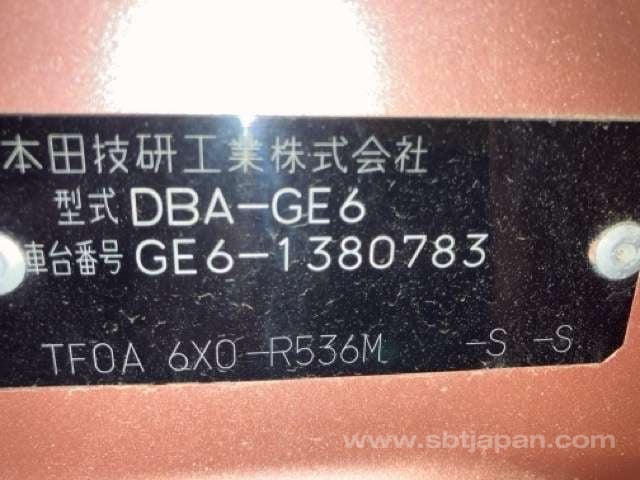 本田技研工業株式会社
型式 DBA-GE6
車台番号 GE6-1380783
TF0A 6X0-R536M -S -S
www.sbtjapan.com